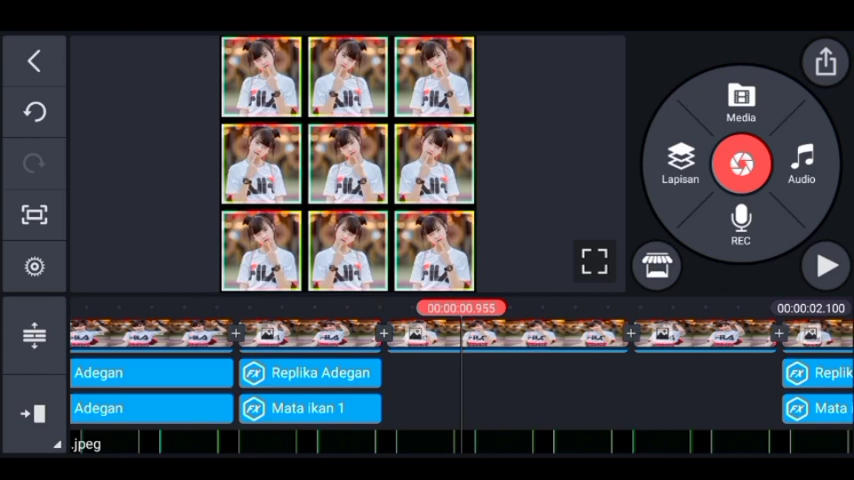 Media
Lapisan
Audio
REC
00:00:00.955
00:00:02.100
Adegan
Replika Adegan
Replik
Adegan
Mata ikan 1
Mata
.jpeg